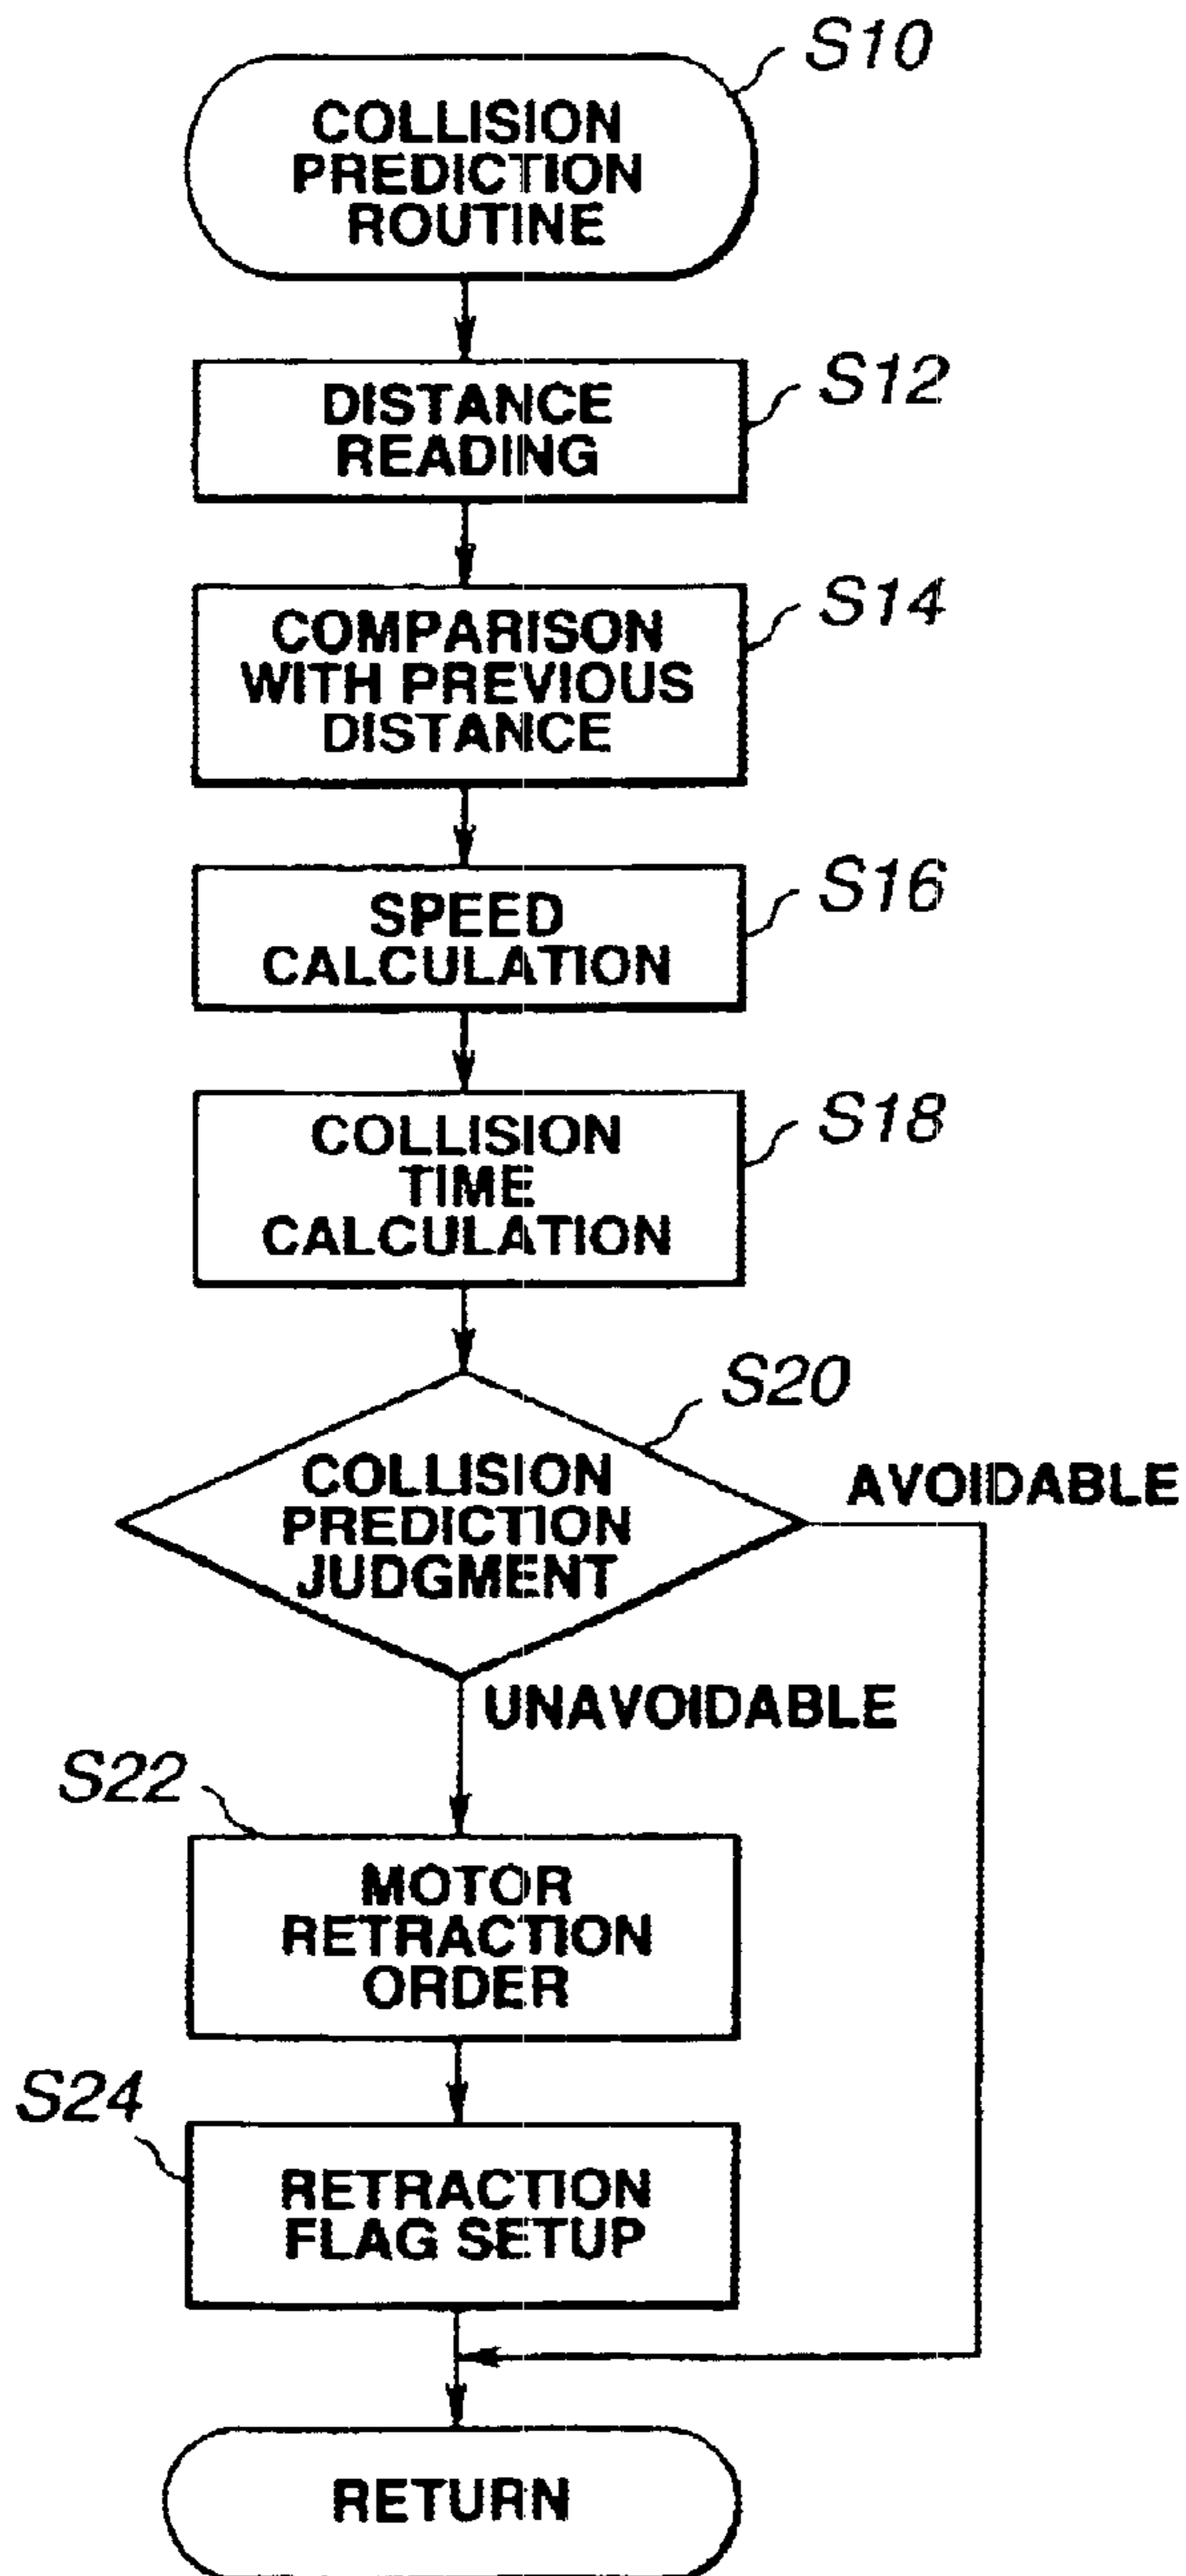 S10
COLLISION
PREDICTION
ROUTINE
S12
DISTANCE
READING
S14
COMPARISON
WITH PREVIOUS
DISTANCE
S16
SPEED
CALCULATION
S18
COLLISION
TIME
CALCULATION
S20
COLLISION
PREDICTION
JUDGMENT
AVOIDABLE
UNAVOIDABLE
S22
MOTOR
RETRACTION
ORDER
S24
RETRACTION
FLAG SETUP
RETURN